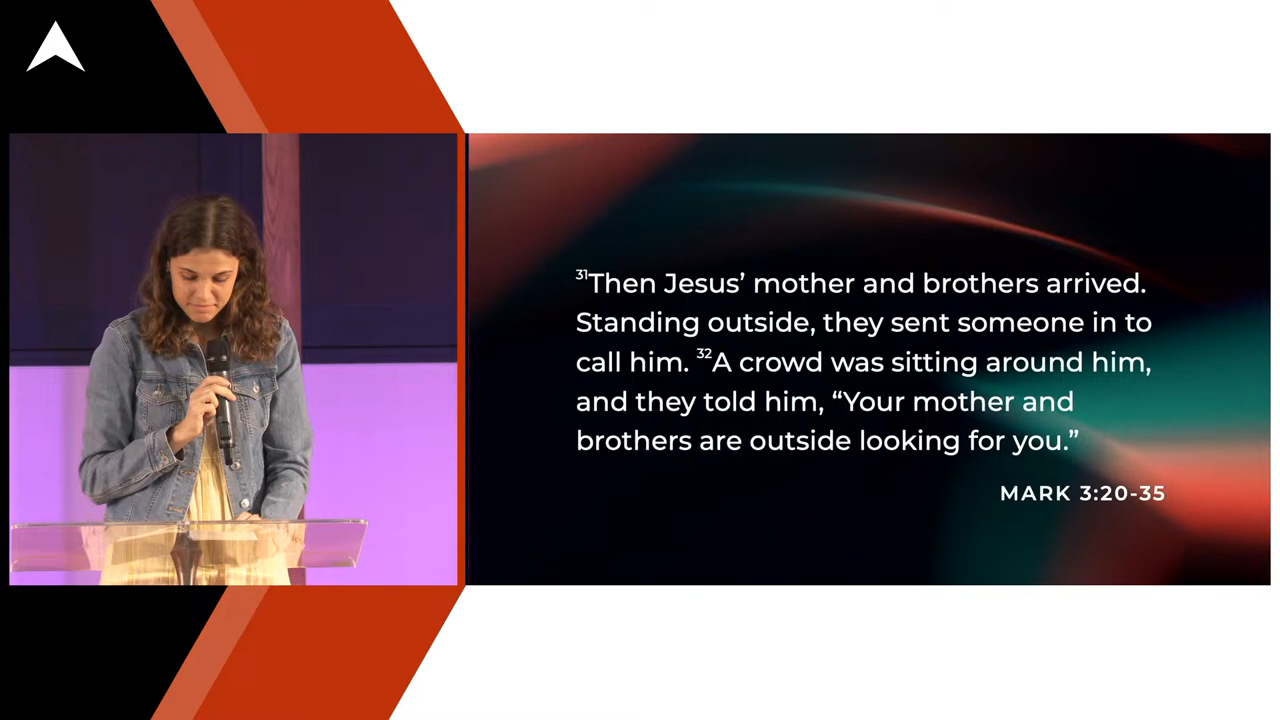 ³¹Then Jesus’ mother and brothers arrived.
Standing outside, they sent someone in to
call him. ³²A crowd was sitting around him,
and they told him, “Your mother and
brothers are outside looking for you.”
MARK 3:20-35